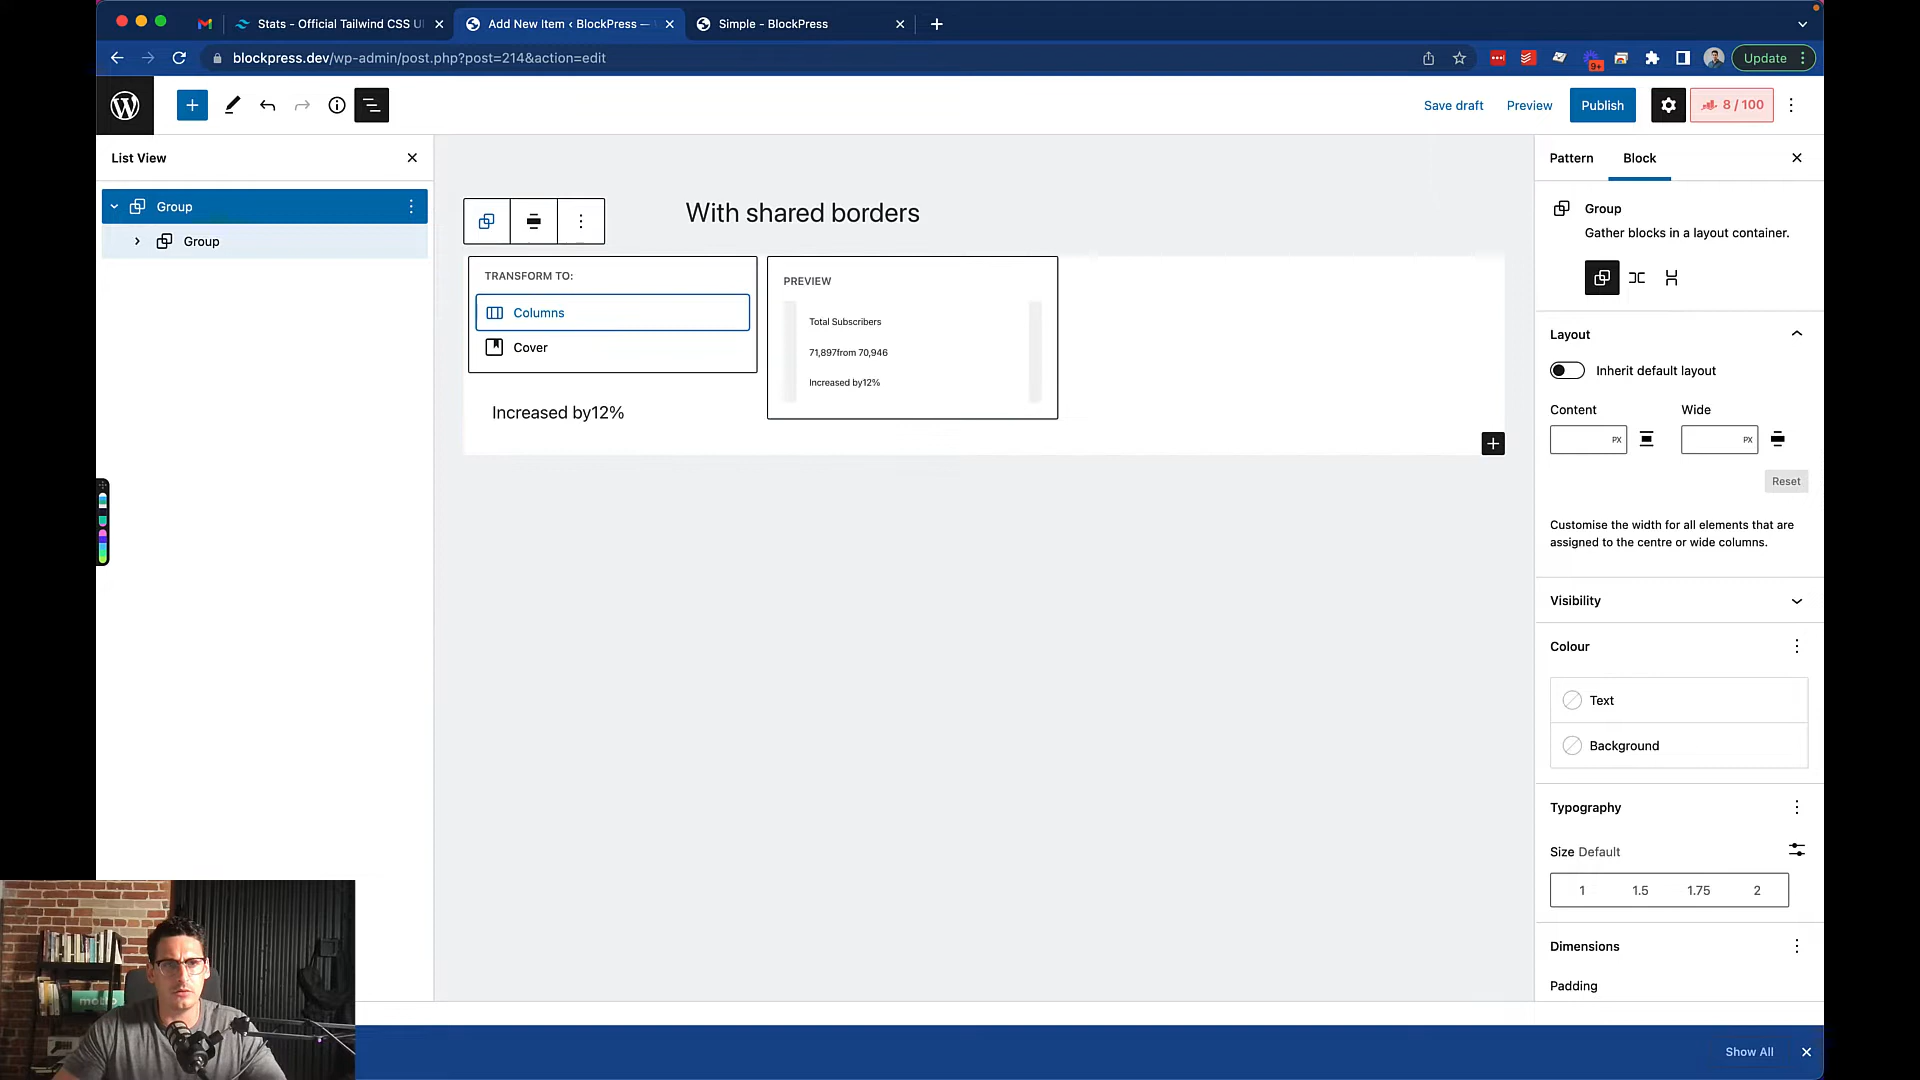 Stats - Official Tailwind CSS UI
Add New Item ‹ BlockPress —
Simple - BlockPress
blockpress.dev/wp-admin/post.php?post=214&action=edit
9+
Update
Save draft
Preview
Publish
8 / 100
List View
Group
Group
With shared borders
TRANSFORM TO:
Columns
Cover
PREVIEW
Total Subscribers
71,897from 70,946
Increased by12%
Increased by12%
Pattern
Block
Group
Gather blocks in a layout container.
Layout
Inherit default layout
Content
Wide
PX
PX
Reset
Customise the width for all elements that are
assigned to the centre or wide columns.
Visibility
Colour
Text
Background
Typography
Size Default
1 1.5 1.75 2
Dimensions
Padding
Show All